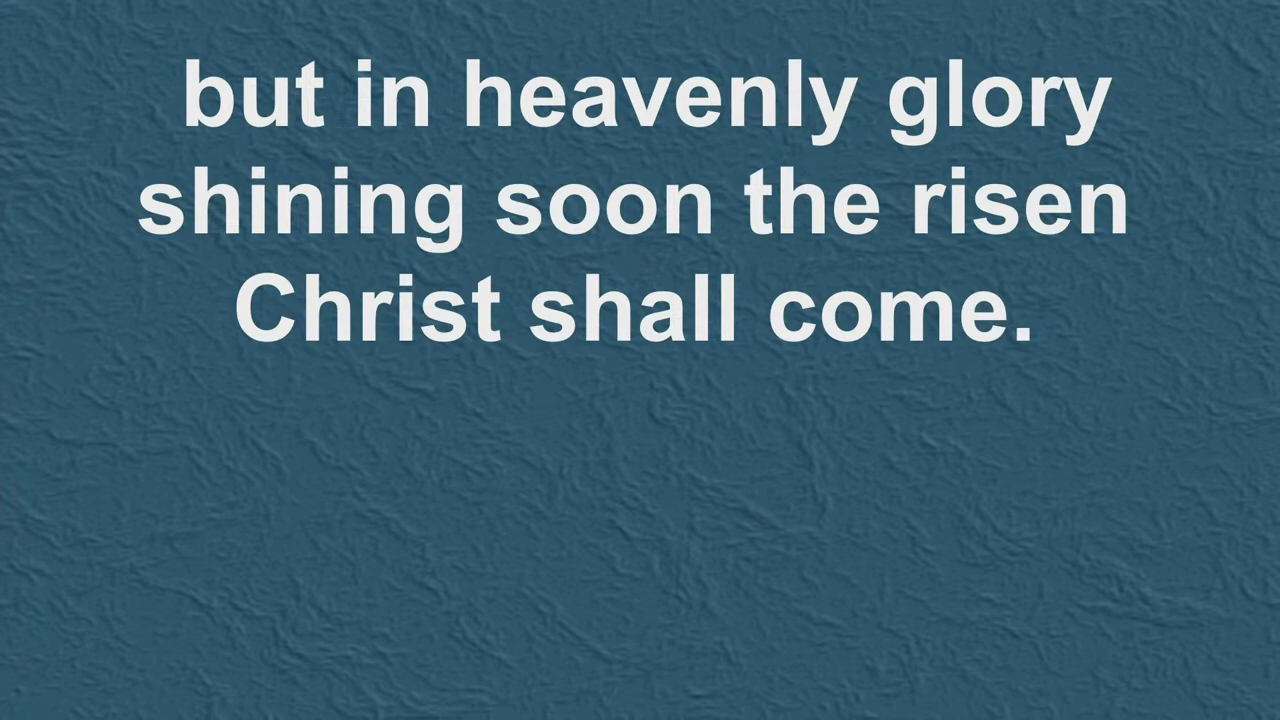 but in heavenly glory
shining soon the risen
Christ shall come.